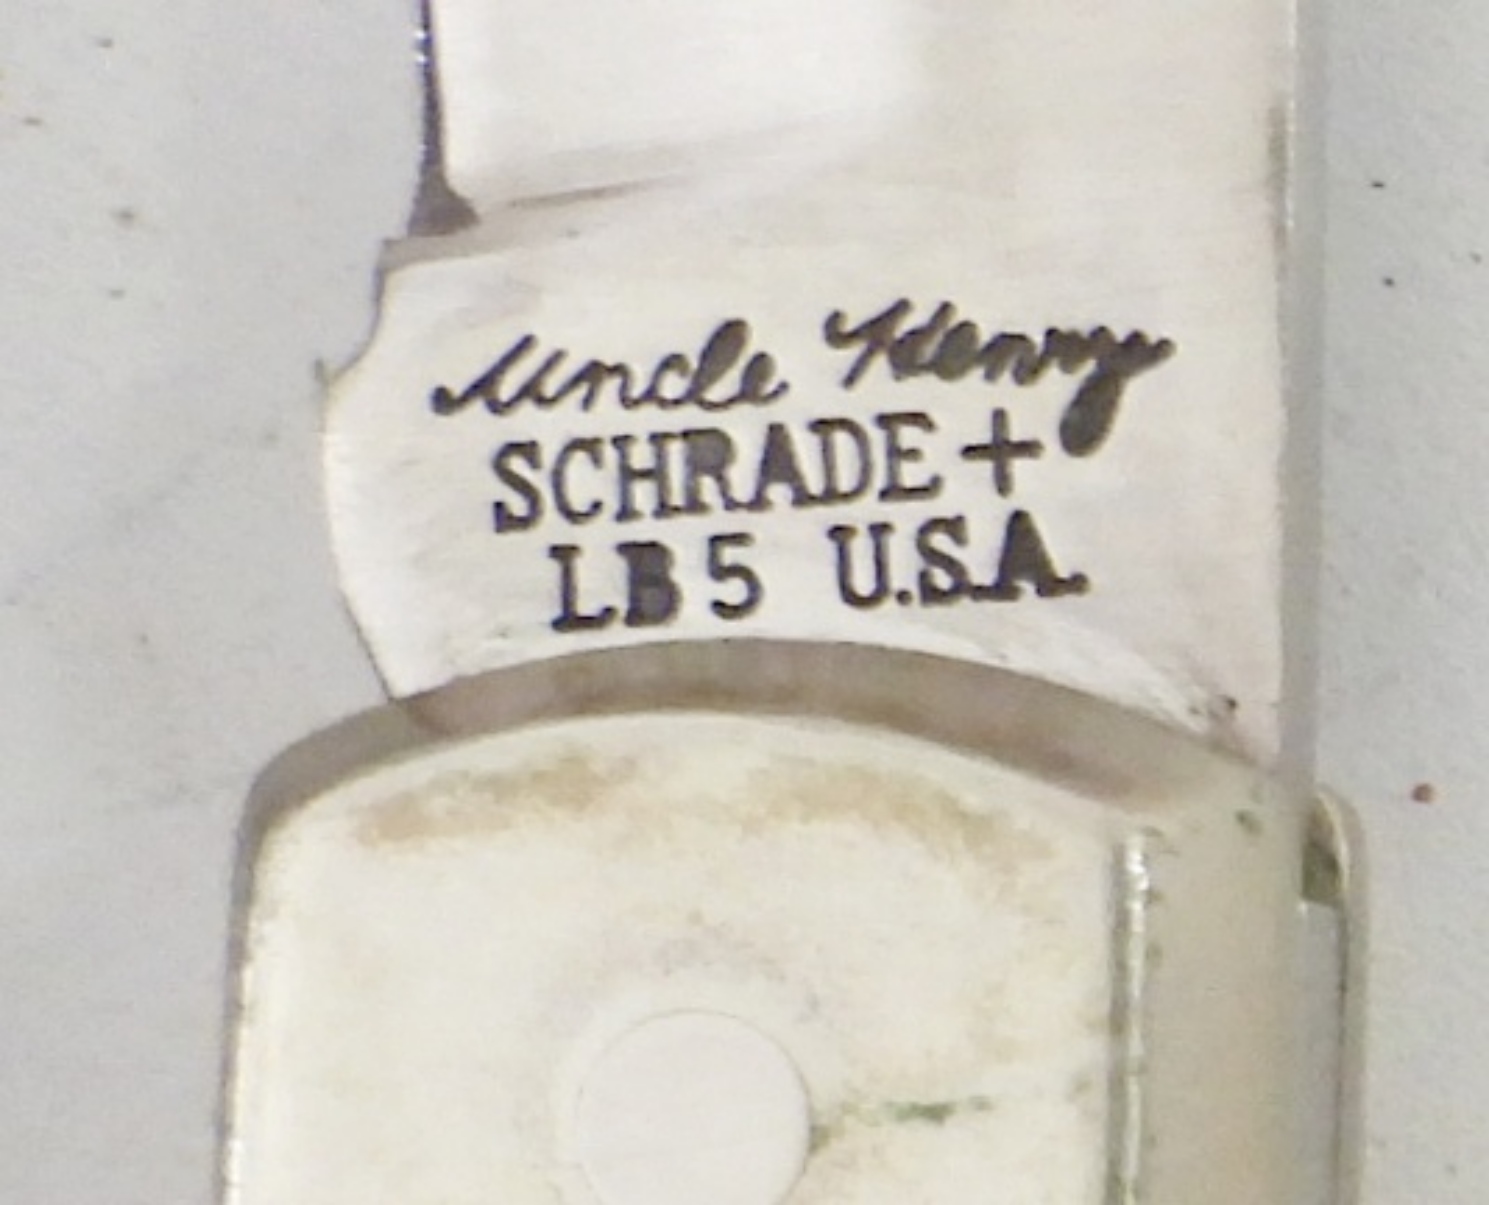 Uncle Henry
SCHRADE +
LB5 U.S.A.